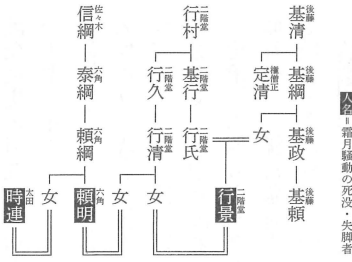 人名=霜月騒動の死没・失脚者
後藤
基清
後藤
基綱
後藤
基政
後藤
基頼
権僧正
定清
女
二階堂
行村
二階堂
基行
二階堂
行氏
二階堂
行景
二階堂
行久
二階堂
行清
女
女
佐々木
信綱
六角
泰綱
六角
頼綱
六角
頼明
女
太田
時連